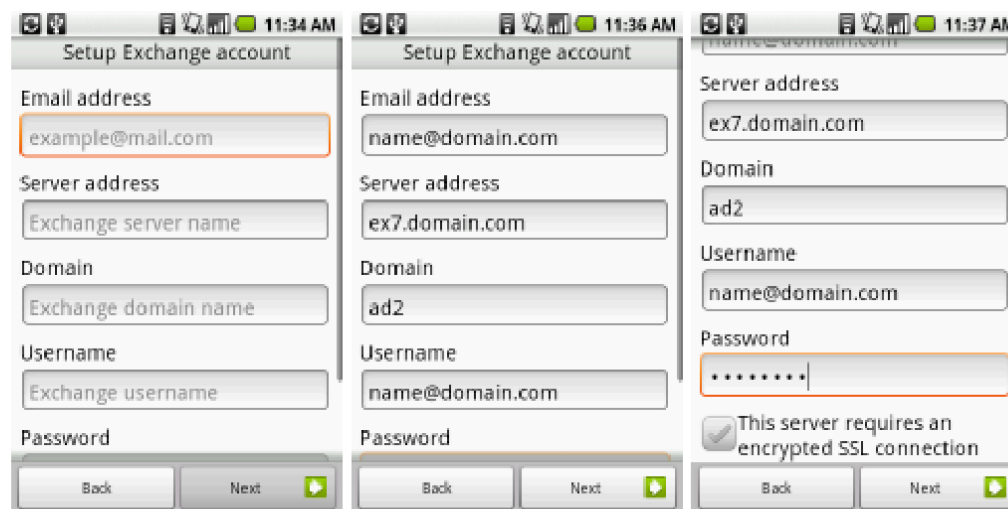 11:34 AM
Setup Exchange account
Email address
example@mail.com
Server address
Exchange server name
Domain
Exchange domain name
Username
Exchange username
Password
Back
Next
11:36 AM
Setup Exchange account
Email address
name@domain.com
Server address
ex7.domain.com
Domain
ad2
Username
name@domain.com
Password
Back
Next
11:37 AM
name@domain.com
Server address
ex7.domain.com
Domain
ad2
Username
name@domain.com
Password
••••••••
This server requires an
encrypted SSL connection
Back
Next